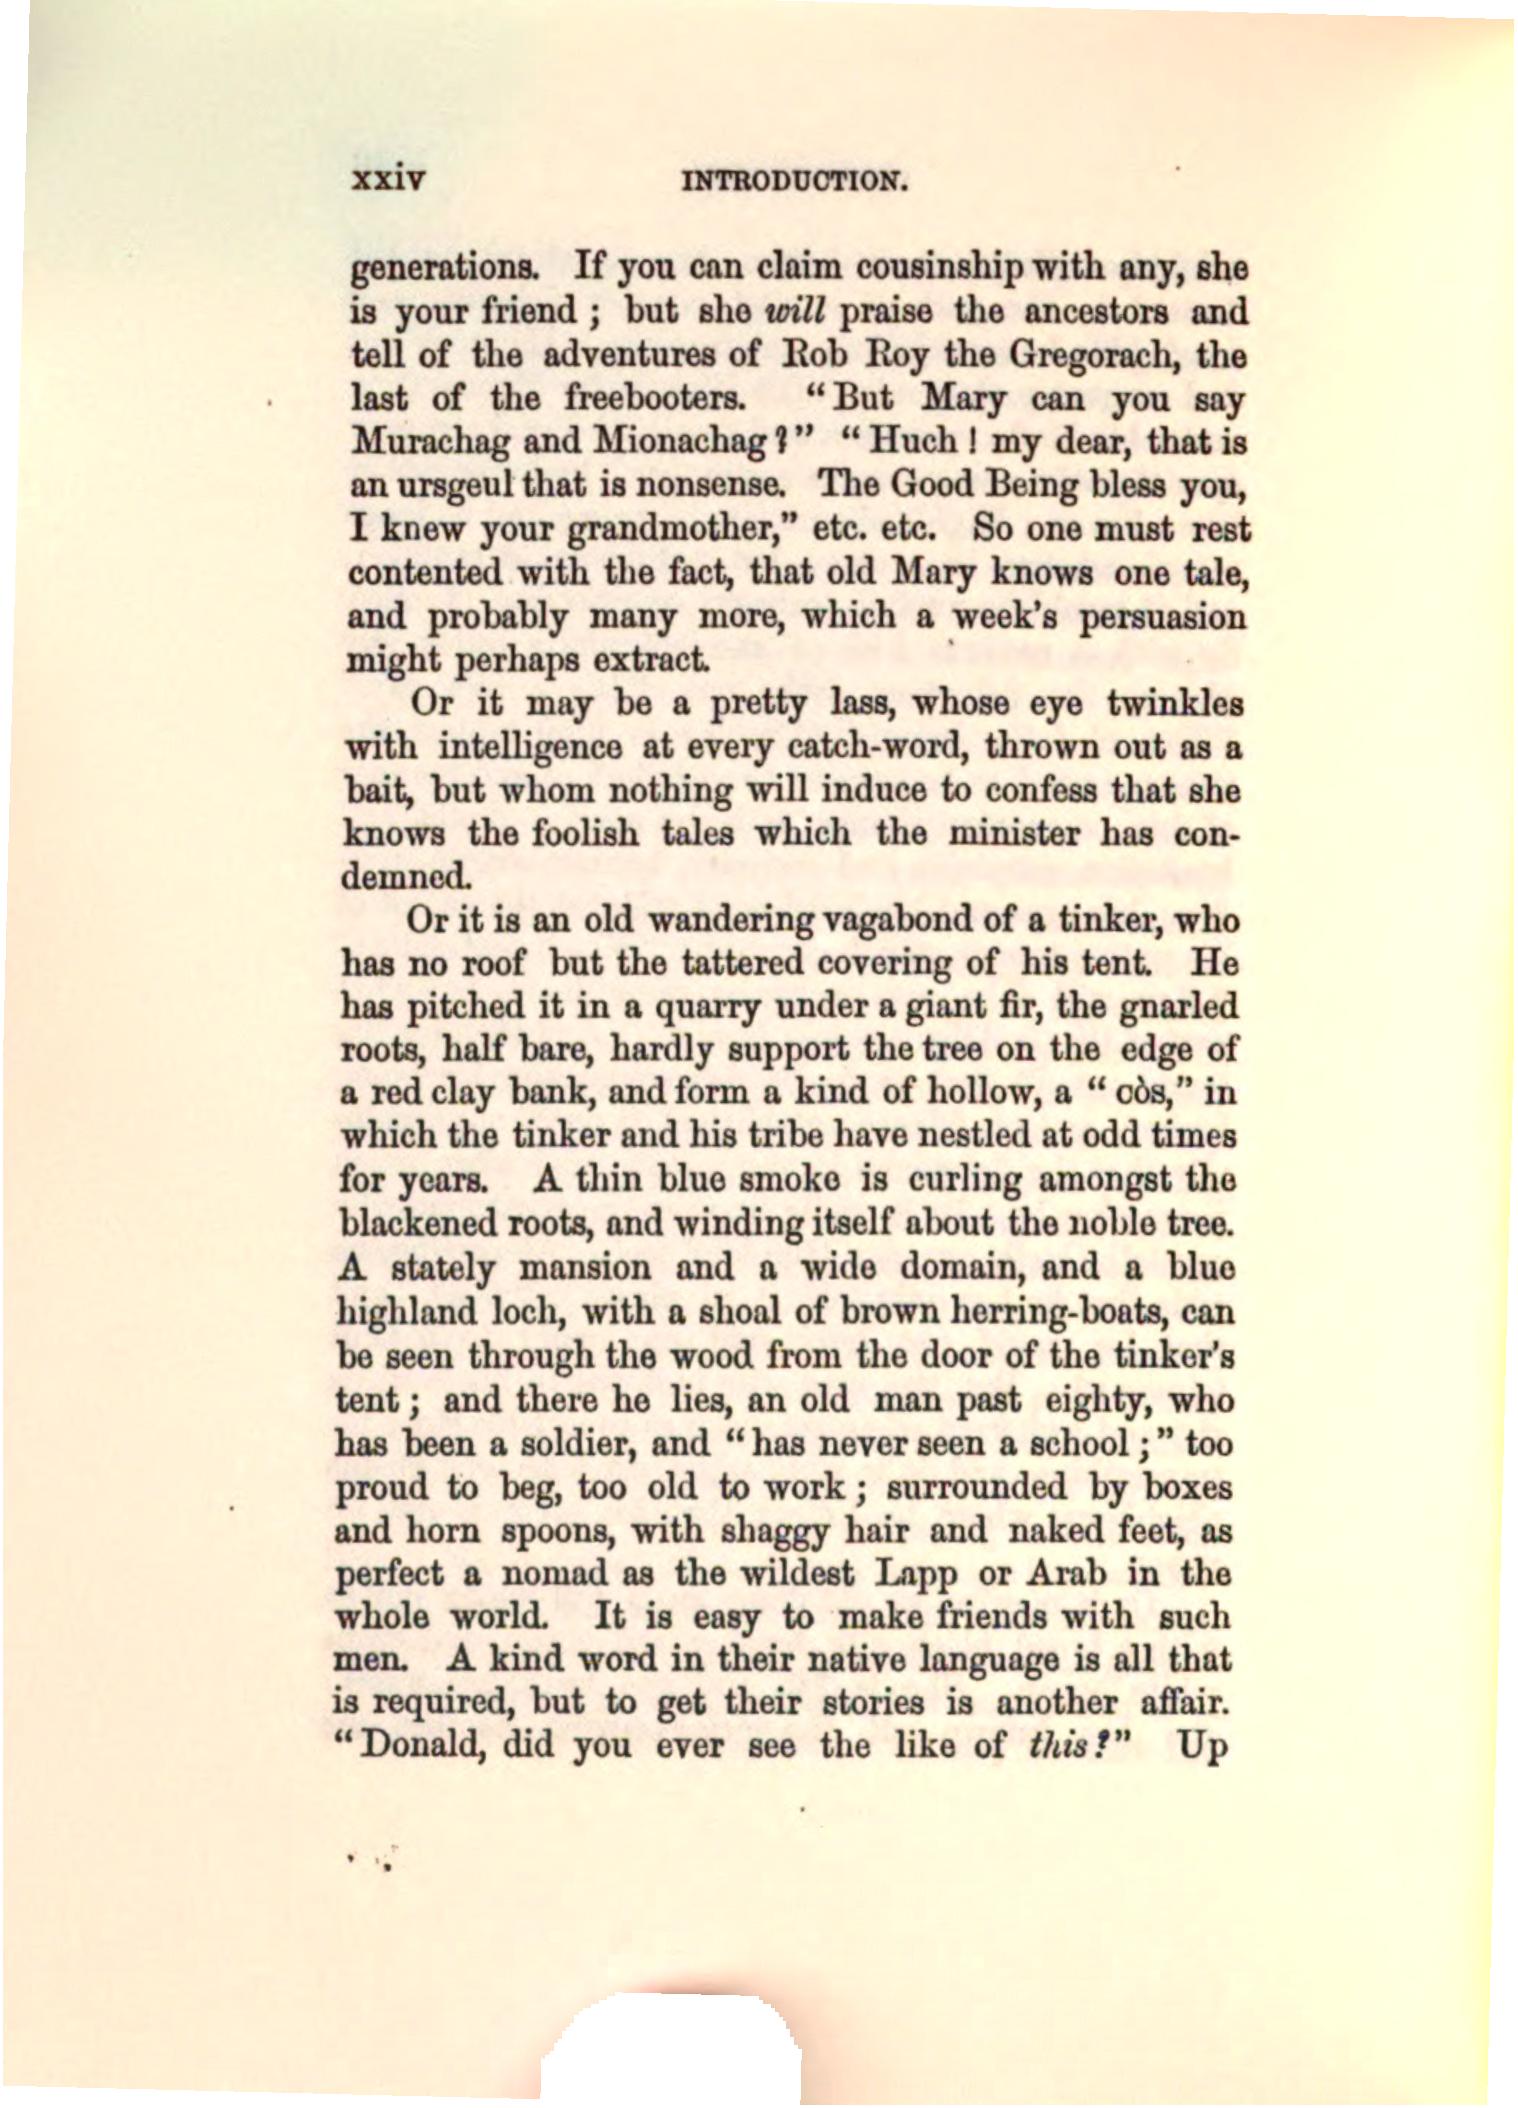 xxiv INTRODUCTION.
generations. If you can claim cousinship with any, she
is your friend ; but she will praise the ancestors and
tell of the adventures of Rob Roy the Gregorach, the
last of the freebooters. “But Mary can you say
Murachag and Mionachag?” “Huch ! my dear, that is
an ursgeul that is nonsense. The Good Being bless you,
I knew your grandmother,” etc. etc. So one must rest
contented with the fact, that old Mary knows one tale,
and probably many more, which a week’s persuasion
might perhaps extract.
Or it may be a pretty lass, whose eye twinkles
with intelligence at every catch-word, thrown out as a
bait, but whom nothing will induce to confess that she
knows the foolish tales which the minister has con-
demned.
Or it is an old wandering vagabond of a tinker, who
has no roof but the tattered covering of his tent. He
has pitched it in a quarry under a giant fir, the gnarled
roots, half bare, hardly support the tree on the edge of
a red clay bank, and form a kind of hollow, a “ còs,” in
which the tinker and his tribe have nestled at odd times
for years. A thin blue smoke is curling amongst the
blackened roots, and winding itself about the noble tree.
A stately mansion and a wide domain, and a blue
highland loch, with a shoal of brown herring-boats, can
be seen through the wood from the door of the tinker’s
tent ; and there he lies, an old man past eighty, who
has been a soldier, and “has never seen a school ;” too
proud to beg, too old to work ; surrounded by boxes
and horn spoons, with shaggy hair and naked feet, as
perfect a nomad as the wildest Lapp or Arab in the
whole world. It is easy to make friends with such
men. A kind word in their native language is all that
is required, but to get their stories is another affair.
“Donald, did you ever see the like of this?” Up